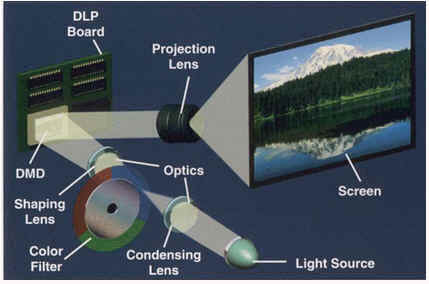 DLP
Board
Projection
Lens
DMD
Optics
Shaping
Lens
Screen
Color
Filter
Condensing
Lens
Light Source